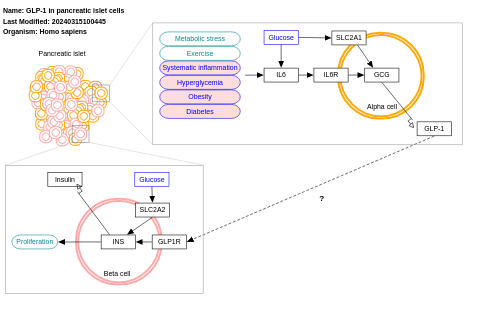 Name: GLP-1 in pancreatic islet cells
Last Modified: 20240315100445
Organism: Homo sapiens
Pancreatic islet
Metabolic stress
Exercise
Systematic inflammation
Hyperglycemia
Obesity
Diabetes
Glucose
SLC2A1
IL6
IL6R
GCG
Alpha cell
GLP-1
?
Insulin
Glucose
SLC2A2
Proliferation
INS
GLP1R
Beta cell